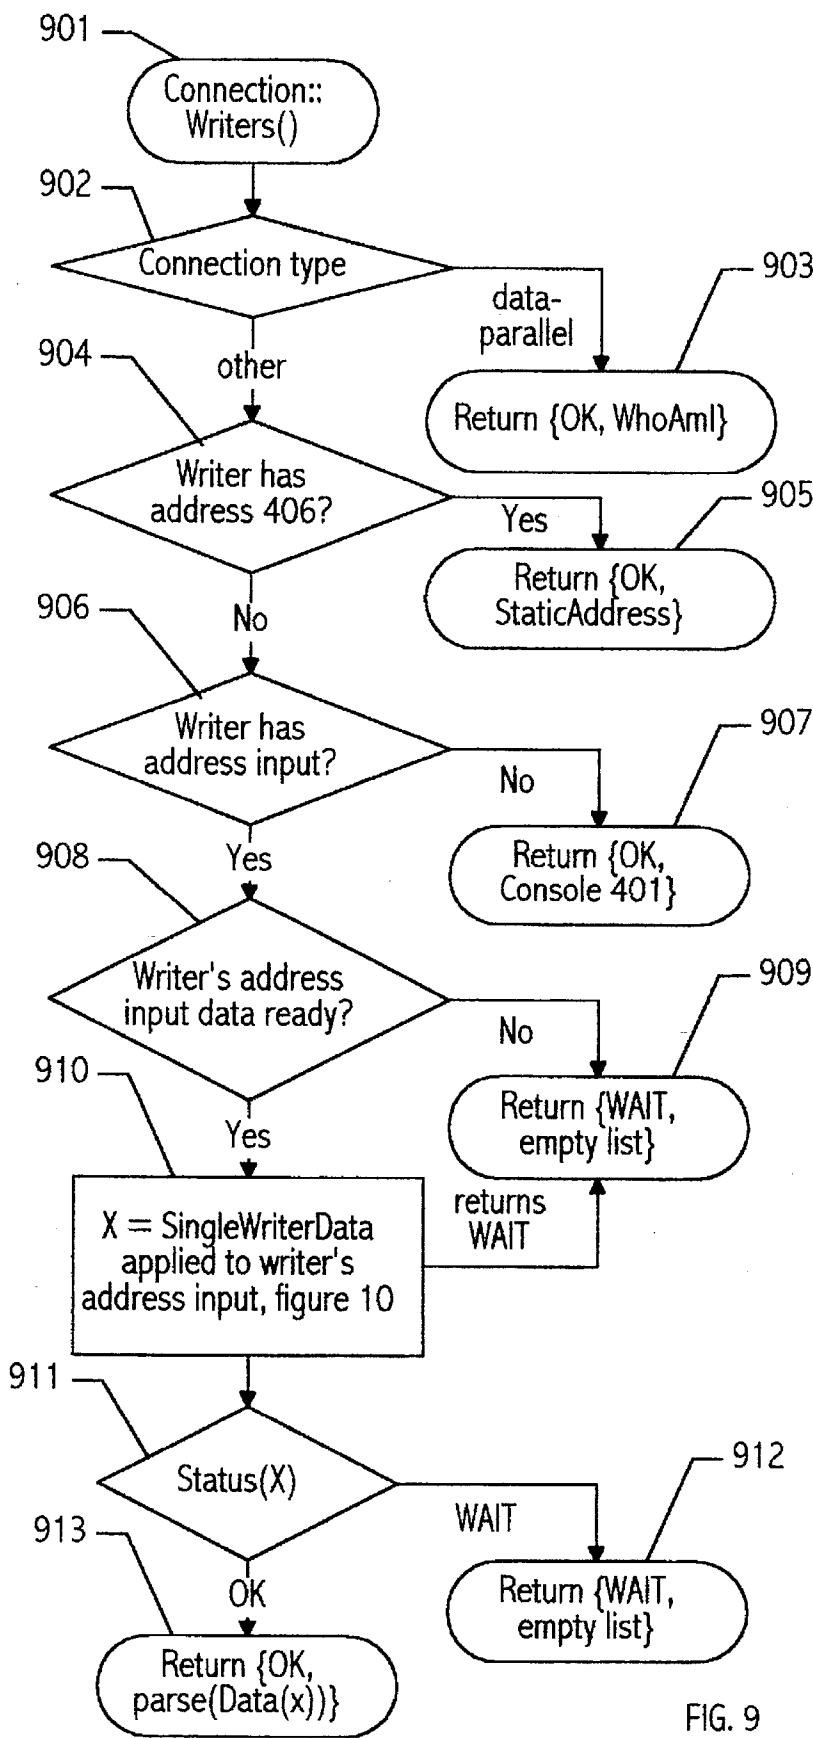 901
Connection::
Writers()
902
Connection type
903
data-
parallel
904
other
Return {OK, WhoAmI}
Writer has
address 406?
905
Yes
Return {OK,
StaticAddress}
906
No
Writer has
address input?
907
No
Return {OK,
Console 401}
908
Yes
Writer's address
input data ready?
909
No
910
Return {WAIT,
empty list}
Yes
returns
WAIT
X = SingleWriterData
applied to writer's
address input, figure 10
911
Status(X)
912
WAIT
913
OK
Return {WAIT,
empty list}
Return {OK,
parse(Data(x))}
FIG. 9